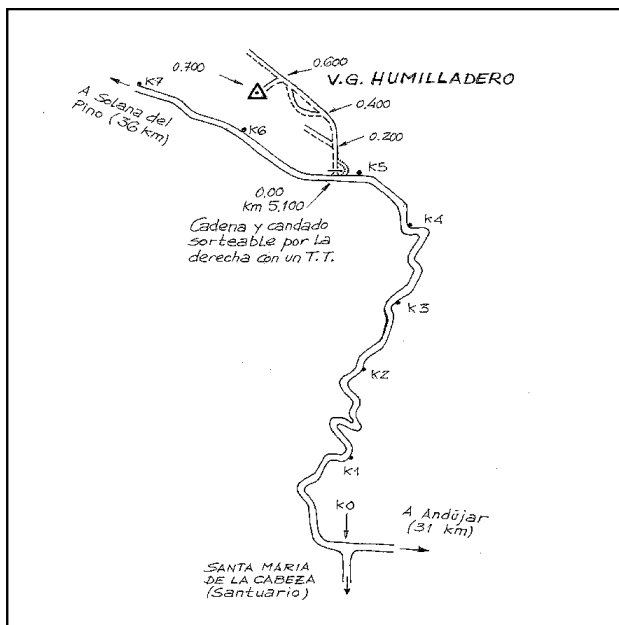 0.600
0.700
V.G. HUMILLADERO
K7
A Solana del
Pino (36 km)
0.400
K6
0.200
K5
0.00
Km 5,100
Cadena y candado
sorteable por la
derecha con un T.T.
K4
K3
K2
K1
K0
A Andújar
(31 km)
SANTA MARIA
DE LA CABEZA
(Santuario)